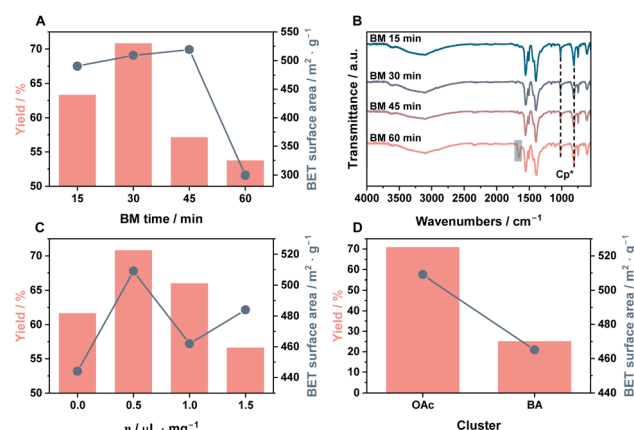 A
Yield / %
70
65
60
55
50
15
30
45
60
BM time / min
550
500
450
400
350
300
BET surface area / m² · g⁻¹
B
Transmittance / a.u.
BM 15 min
BM 30 min
BM 45 min
BM 60 min
Cp*
4000
3500
3000
2500
2000
1500
1000
Wavenumbers / cm⁻¹
C
Yield / %
70
65
60
55
50
0.0
0.5
1.0
1.5
η / μL · mg⁻¹
520
500
480
460
440
BET surface area / m² · g⁻¹
D
Yield / %
70
60
50
40
30
20
10
0
OAc
BA
Cluster
520
500
480
460
440
BET surface area / m² · g⁻¹